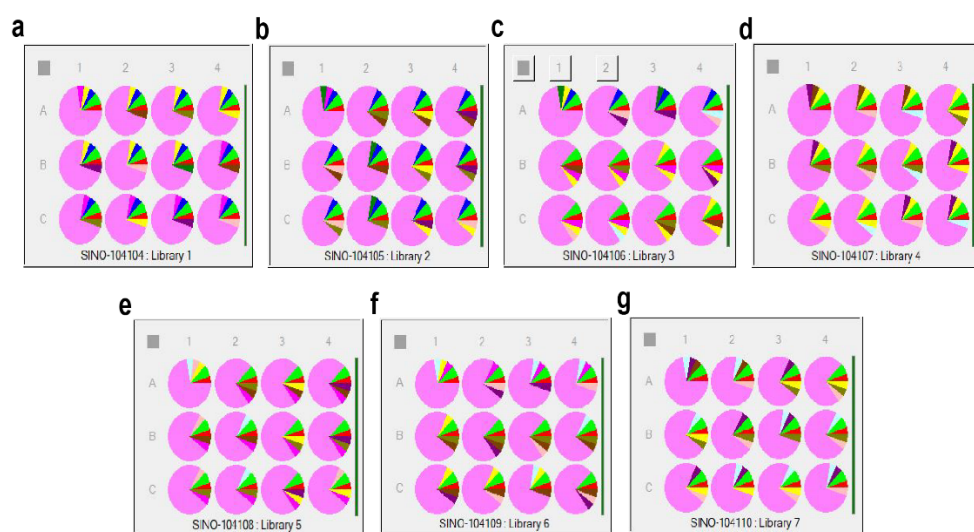 a
b
c
d
1 2 3 4
1 2 3 4
1 2 3 4
1 2 3 4
A
A
A
A
B
B
B
B
C
C
C
C
SINO-104104 : Library 1
SINO-104105 : Library 2
SINO-104106 : Library 3
SINO-104107 : Library 4
e
f
g
1 2 3 4
1 2 3 4
1 2 3 4
A
A
A
B
B
B
C
C
C
SINO-104108 : Library 5
SINO-104109 : Library 6
SINO-104110 : Library 7